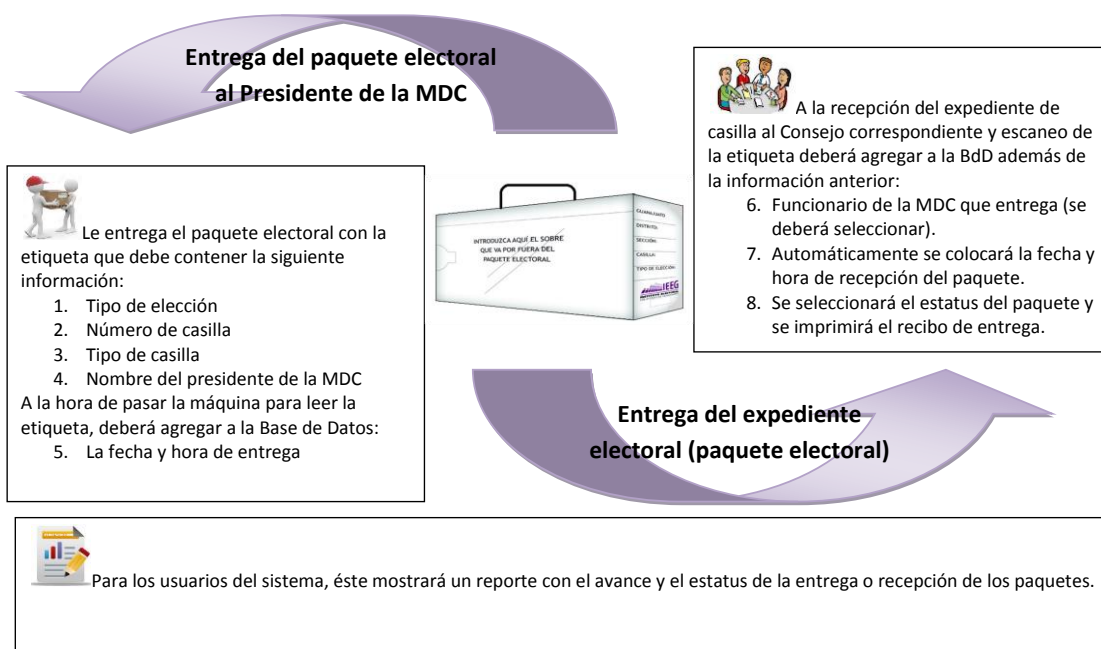 Entrega del paquete electoral
al Presidente de la MDC
Le entrega el paquete electoral con la
etiqueta que debe contener la siguiente
información:
1. Tipo de elección
2. Número de casilla
3. Tipo de casilla
4. Nombre del presidente de la MDC
A la hora de pasar la máquina para leer la
etiqueta, deberá agregar a la Base de Datos:
5. La fecha y hora de entrega
INTRODUZCA AQUÍ EL SOBRE
QUE VA POR FUERA DEL
PAQUETE ELECTORAL
DISTRITO:
SECCIÓN:
CASILLA:
TIPO DE ELECCIÓN:
IEEG
A la recepción del expediente de
casilla al Consejo correspondiente y escaneo de
la etiqueta deberá agregar a la BdD además de
la información anterior:
6. Funcionario de la MDC que entrega (se
deberá seleccionar).
7. Automáticamente se colocará la fecha y
hora de recepción del paquete.
8. Se seleccionará el estatus del paquete y
se imprimirá el recibo de entrega.
Entrega del expediente
electoral (paquete electoral)
Para los usuarios del sistema, éste mostrará un reporte con el avance y el estatus de la entrega o recepción de los paquetes.